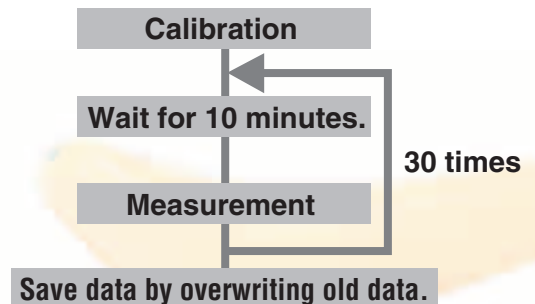 Calibration
Wait for 10 minutes.
30 times
Measurement
Save data by overwriting old data.